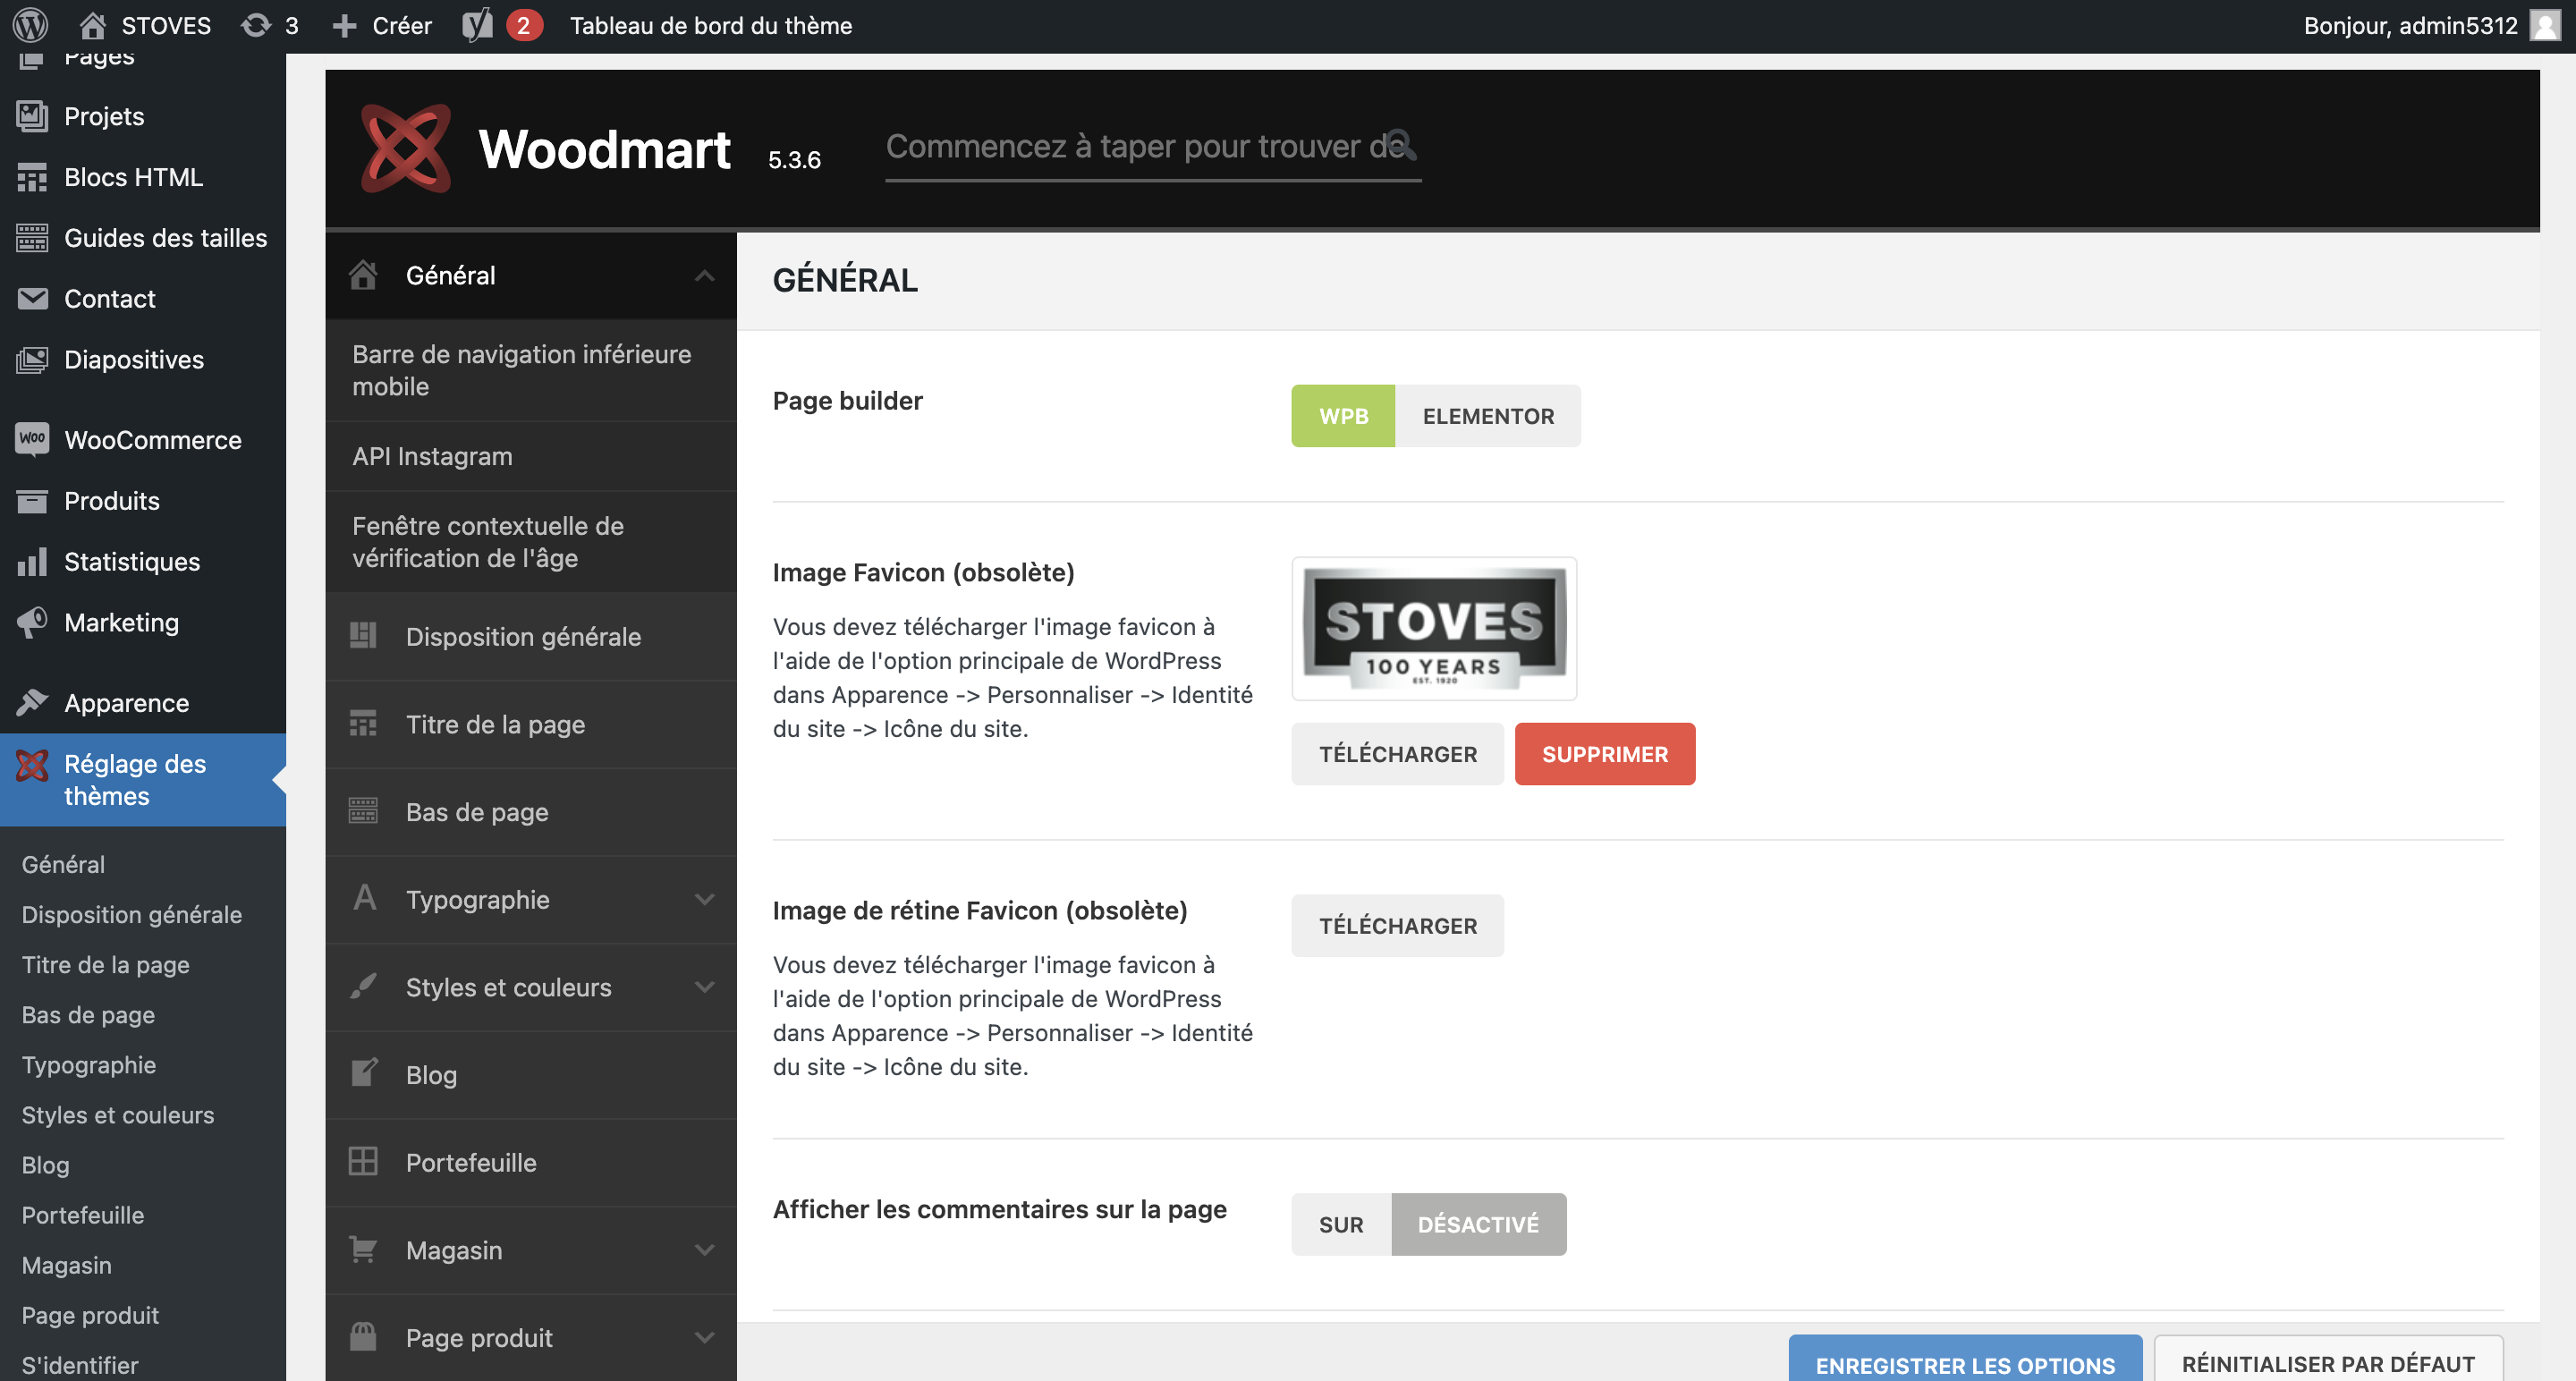 STOVES
3
Créer
2
Tableau de bord du thème
Bonjour, admin5312
Pages
Projets
Blocs HTML
Guides des tailles
Contact
Diapositives
WooCommerce
Produits
Statistiques
Marketing
Apparence
Réglage des
thèmes
Général
Disposition générale
Titre de la page
Bas de page
Typographie
Styles et couleurs
Blog
Portefeuille
Magasin
Page produit
S'identifier
Woodmart 5.3.6
Commencez à taper pour trouver de
Général
Barre de navigation inférieure
mobile
API Instagram
Fenêtre contextuelle de
vérification de l'âge
Disposition générale
Titre de la page
Bas de page
Typographie
Styles et couleurs
Blog
Portefeuille
Magasin
Page produit
GÉNÉRAL
Page builder
WPB
ELEMENTOR
Image Favicon (obsolète)
Vous devez télécharger l'image favicon à
l'aide de l'option principale de WordPress
dans Apparence -> Personnaliser -> Identité
du site -> Icône du site.
STOVES
100 YEARS
EST. 1920
TÉLÉCHARGER
SUPPRIMER
Image de rétine Favicon (obsolète)
Vous devez télécharger l'image favicon à
l'aide de l'option principale de WordPress
dans Apparence -> Personnaliser -> Identité
du site -> Icône du site.
TÉLÉCHARGER
Afficher les commentaires sur la page
SUR
DÉSACTIVÉ
ENREGISTRER LES OPTIONS
RÉINITIALISER PAR DÉFAUT